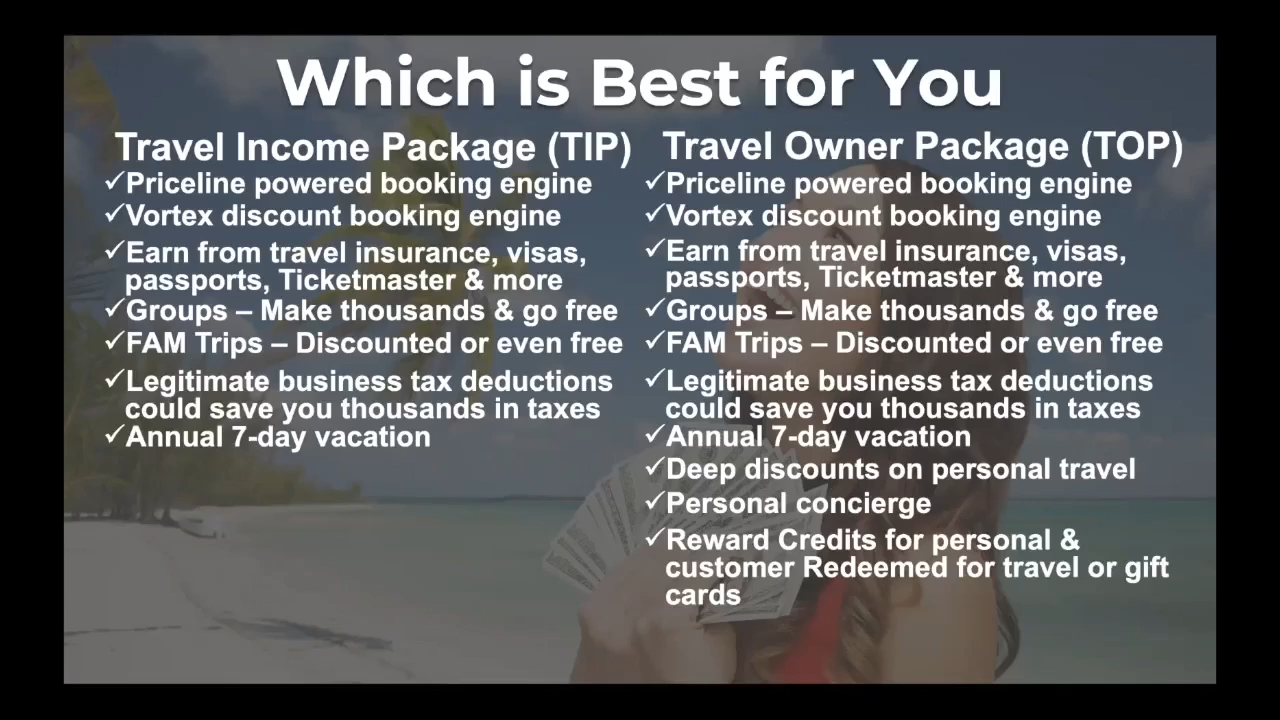 Which is Best for You
Travel Income Package (TIP)
✓Priceline powered booking engine
✓Vortex discount booking engine
✓Earn from travel insurance, visas,
passports, Ticketmaster & more
✓Groups – Make thousands & go free
✓FAM Trips – Discounted or even free
✓Legitimate business tax deductions
could save you thousands in taxes
✓Annual 7-day vacation
Travel Owner Package (TOP)
✓Priceline powered booking engine
✓Vortex discount booking engine
✓Earn from travel insurance, visas,
passports, Ticketmaster & more
✓Groups – Make thousands & go free
✓FAM Trips – Discounted or even free
✓Legitimate business tax deductions
could save you thousands in taxes
✓Annual 7-day vacation
✓Deep discounts on personal travel
✓Personal concierge
✓Reward Credits for personal &
customer Redeemed for travel or gift
cards